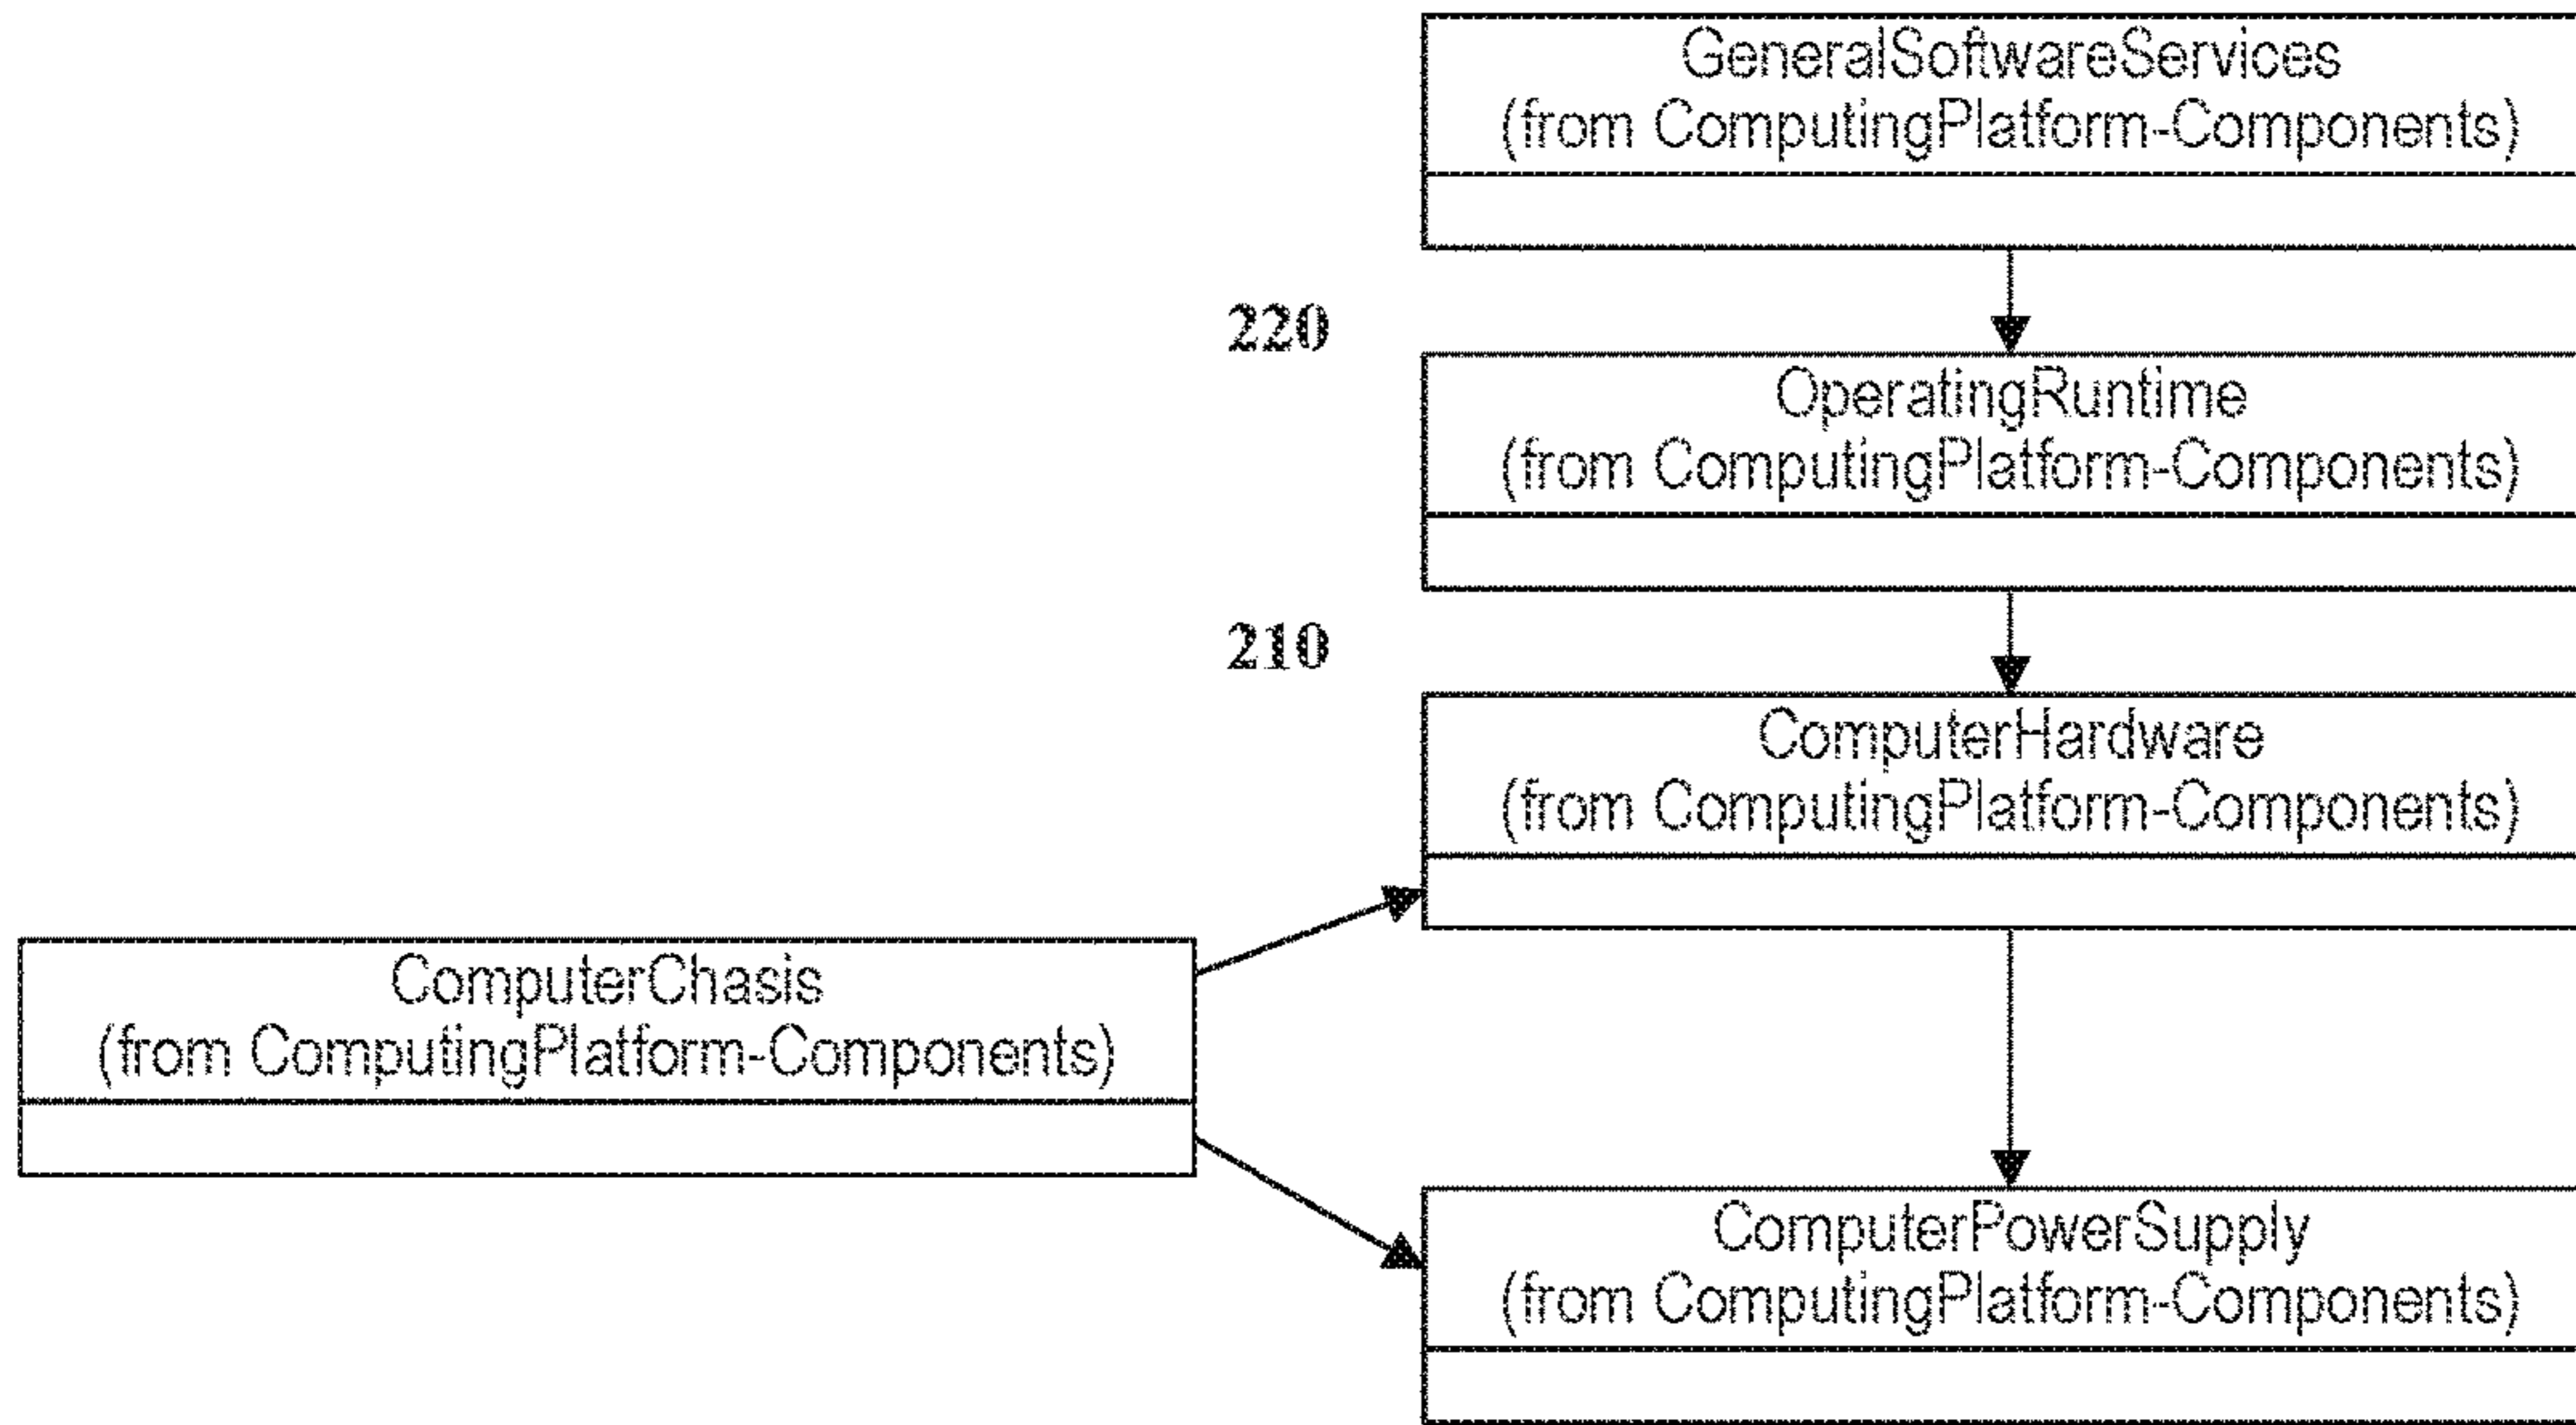 GeneralSoftwareServices
(from ComputingPlatform-Components)
220
OperatingRuntime
(from ComputingPlatform-Components)
210
ComputerHardware
(from ComputingPlatform-Components)
ComputerChasis
(from ComputingPlatform-Components)
ComputerPowerSupply
(from ComputingPlatform-Components)